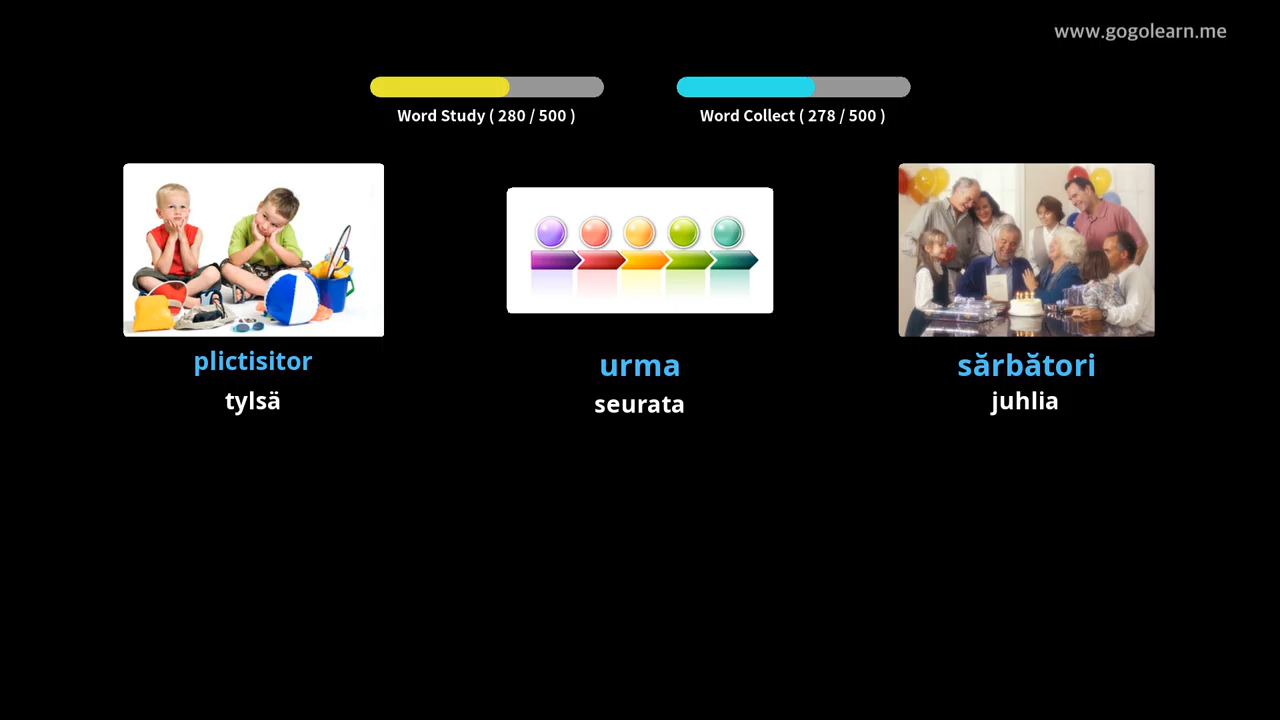 www.gogolearn.me
Word Study ( 280 / 500 )
Word Collect ( 278 / 500 )
plictisitor
tylsä
urma
seurata
sărbători
juhlia